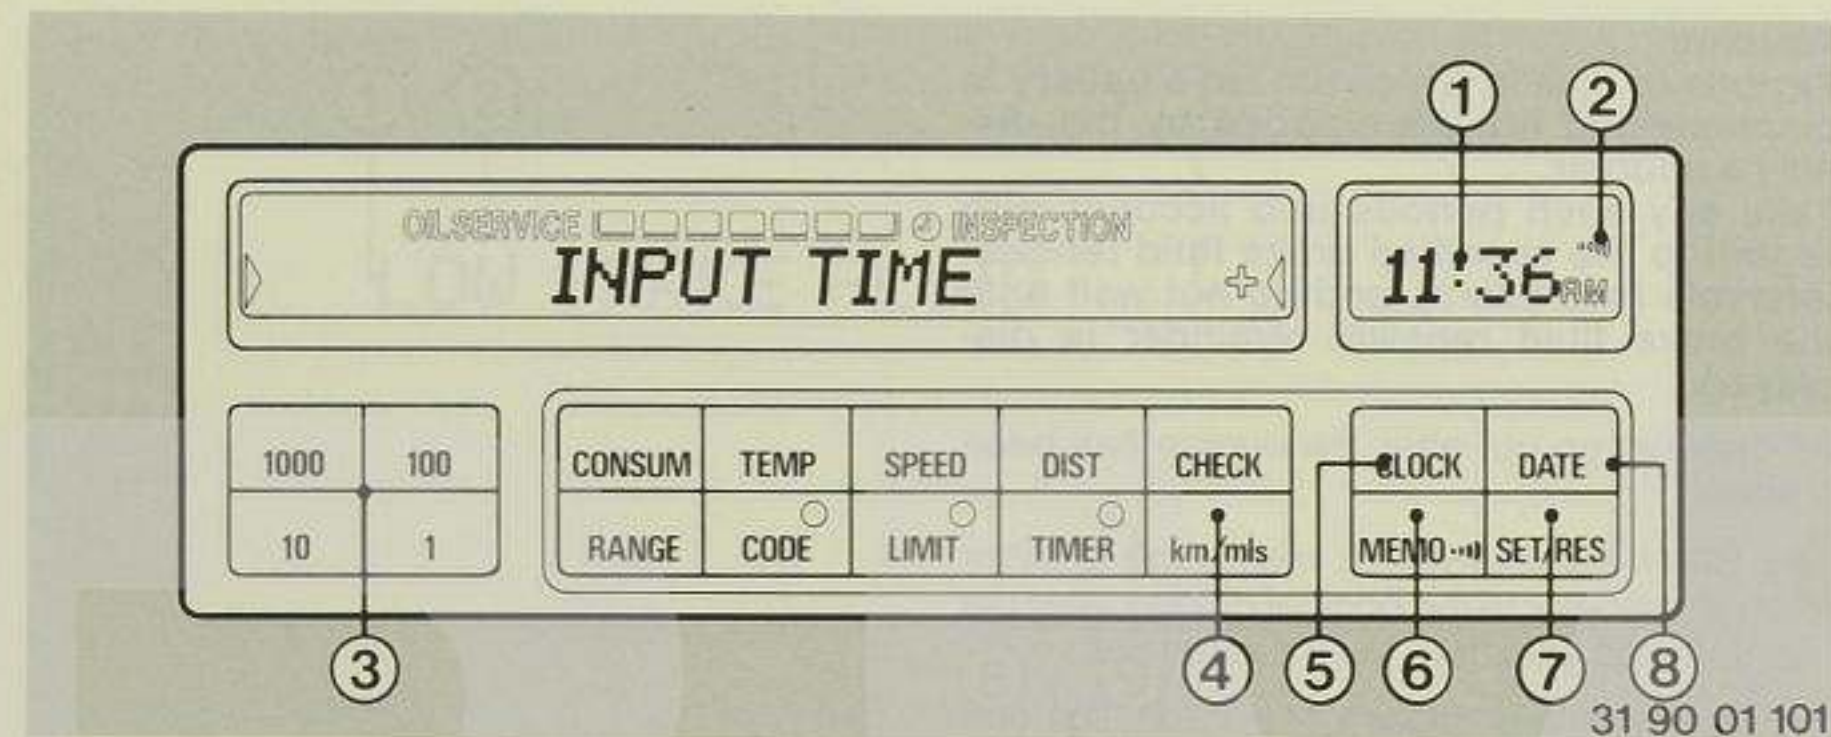 1 2
OILSERVICE INSPECTION
INPUT TIME + 11:36 AM
1000 100 CONSUM TEMP SPEED DIST CHECK CLOCK DATE
10 1 RANGE CODE LIMIT TIMER km/mls MEMO SET/RES
3 4 5 6 7 8
31 90 01 101